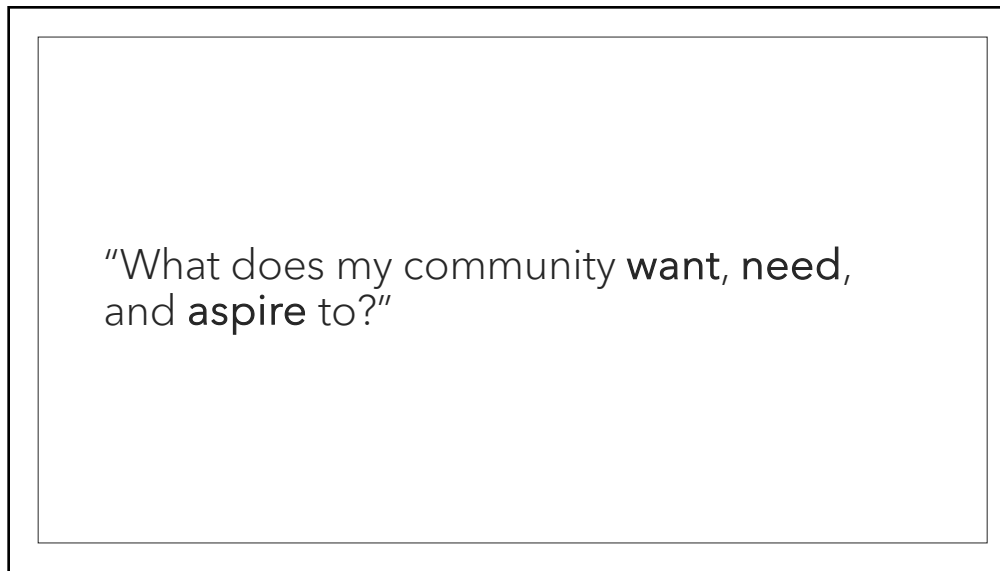 “What does my community want, need,
and aspire to?”